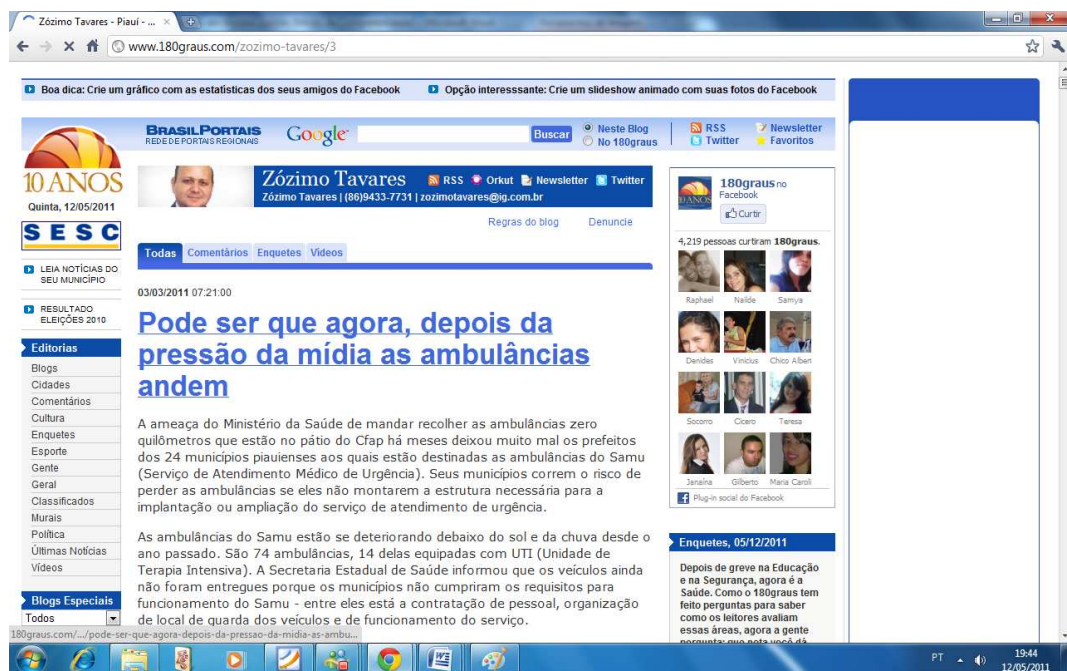 Zózimo Tavares - Piauí - ...
www.180graus.com/zozimo-tavares/3
Boa dica: Crie um gráfico com as estatísticas dos seus amigos do Facebook
Opção interesssante: Crie um slideshow animado com suas fotos do Facebook
10 ANOS
Quinta, 12/05/2011
SESC
LEIA NOTÍCIAS DO
SEU MUNICÍPIO
RESULTADO
ELEIÇÕES 2010
Editorias
Blogs
Cidades
Comentários
Cultura
Enquetes
Esporte
Gente
Geral
Classificados
Murais
Política
Últimas Notícias
Vídeos
Blogs Especiais
Todos
BRASILPORTAIS
REDE DE PORTAIS REGIONAIS
Google
Buscar
Neste Blog
No 180graus
RSS
Newsletter
Twitter
Favoritos
Zózimo Tavares
RSS Orkut Newsletter Twitter
Zózimo Tavares | (86)9433-7731 | zozimotavares@ig.com.br
Regras do blog Denuncie
Todas Comentários Enquetes Vídeos
03/03/2011 07:21:00
Pode ser que agora, depois da
pressão da mídia as ambulâncias
andem
A ameaça do Ministério da Saúde de mandar recolher as ambulâncias zero
quilômetros que estão no pátio do Cfap há meses deixou muito mal os prefeitos
dos 24 municípios piauienses aos quais estão destinadas as ambulâncias do Samu
(Serviço de Atendimento Médico de Urgência). Seus municípios correm o risco de
perder as ambulâncias se eles não montarem a estrutura necessária para a
implantação ou ampliação do serviço de atendimento de urgência.
As ambulâncias do Samu estão se deteriorando debaixo do sol e da chuva desde o
ano passado. São 74 ambulâncias, 14 delas equipadas com UTI (Unidade de
Terapia Intensiva). A Secretaria Estadual de Saúde informou que os veículos ainda
não foram entregues porque os municípios não cumpriram os requisitos para
funcionamento do Samu - entre eles está a contratação de pessoal, organização
de local de guarda dos veículos e de funcionamento do serviço.
10 ANOS
180graus no
Facebook
Curtir
4,219 pessoas curtiram 180graus.
Raphael Nailde Samya
Denides Vinicius Chico Alben
Socorro Cicero Teresa
Janaína Gilberto Maria Caroli
Plug-in social do Facebook
Enquetes, 05/12/2011
Depois de greve na Educação
e na Segurança, agora é a
Saúde. Como o 180graus tem
feito perguntas para saber
como os leitores avaliam
essas áreas, agora a gente
pergunta: que nota você dá
180graus.com/.../pode-ser-que-agora-depois-da-pressao-da-midia-as-ambu...
PT
19:44
12/05/2011